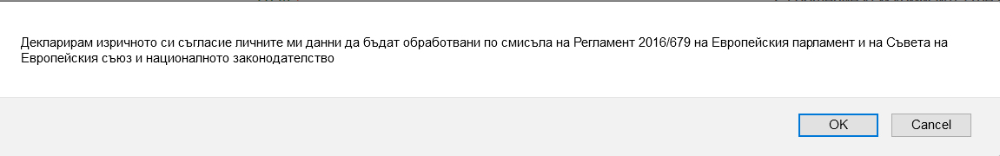 Декларирам изричното си съгласие личните ми данни да бъдат обработвани по смисъла на Регламент 2016/679 на Европейския парламент и на Съвета на
Европейския съюз и националното законодателство
OK Cancel